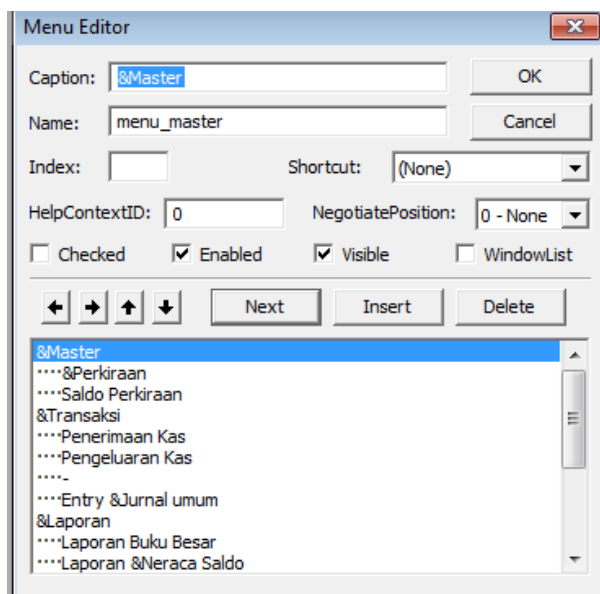 Menu Editor
Caption: &Master OK
Name: menu_master Cancel
Index: Shortcut: (None)
HelpContextID: 0 NegotiatePosition: 0 - None
Checked Enabled Visible WindowList
Next Insert Delete
&Master
····&Perkiraan
····Saldo Perkiraan
&Transaksi
····Penerimaan Kas
····Pengeluaran Kas
····-
····Entry &Jurnal umum
&Laporan
····Laporan Buku Besar
····Laporan &Neraca Saldo